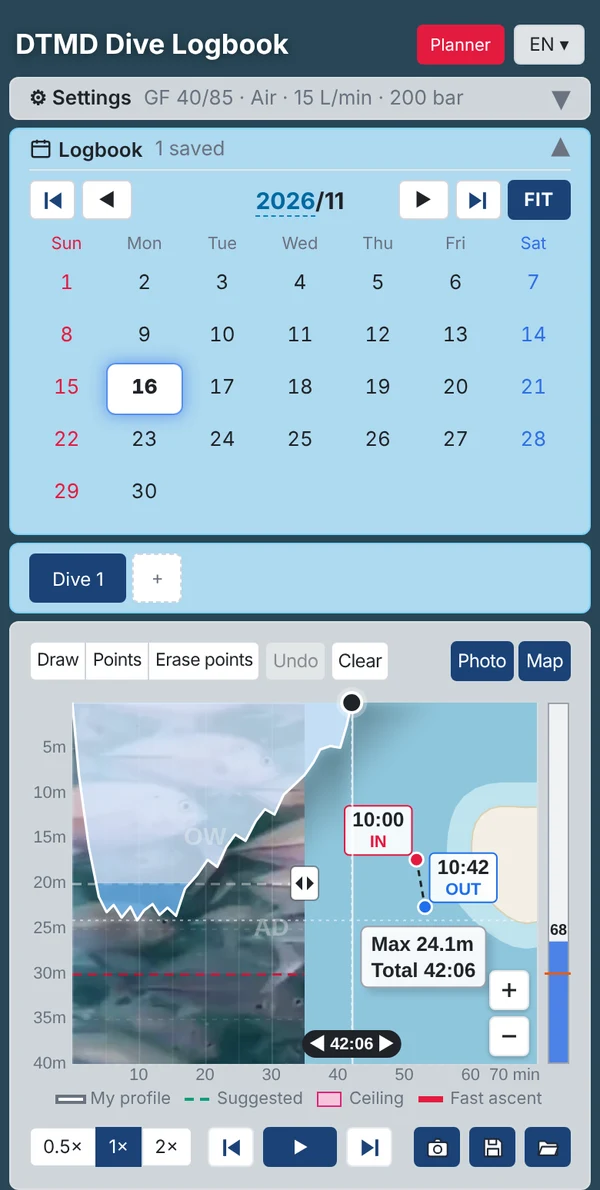 DTMD Dive Logbook
Planner
EN ▾
⚙ Settings GF 40/85 · Air · 15 L/min · 200 bar ▼
Logbook 1 saved ▲
2026/11
FIT
Sun Mon Tue Wed Thu Fri Sat
1 2 3 4 5 6 7
8 9 10 11 12 13 14
15 16 17 18 19 20 21
22 23 24 25 26 27 28
29 30
Dive 1 +
Draw Points Erase points Undo Clear Photo Map
5m
10m
15m
20m
25m
30m
35m
40m
OW
AD
10:00
IN
10:42
OUT
Max 24.1m
Total 42:06
68
+
−
◀ 42:06 ▶
10 20 30 40 50 60 70 min
My profile Suggested Ceiling Fast ascent
0.5× 1× 2×